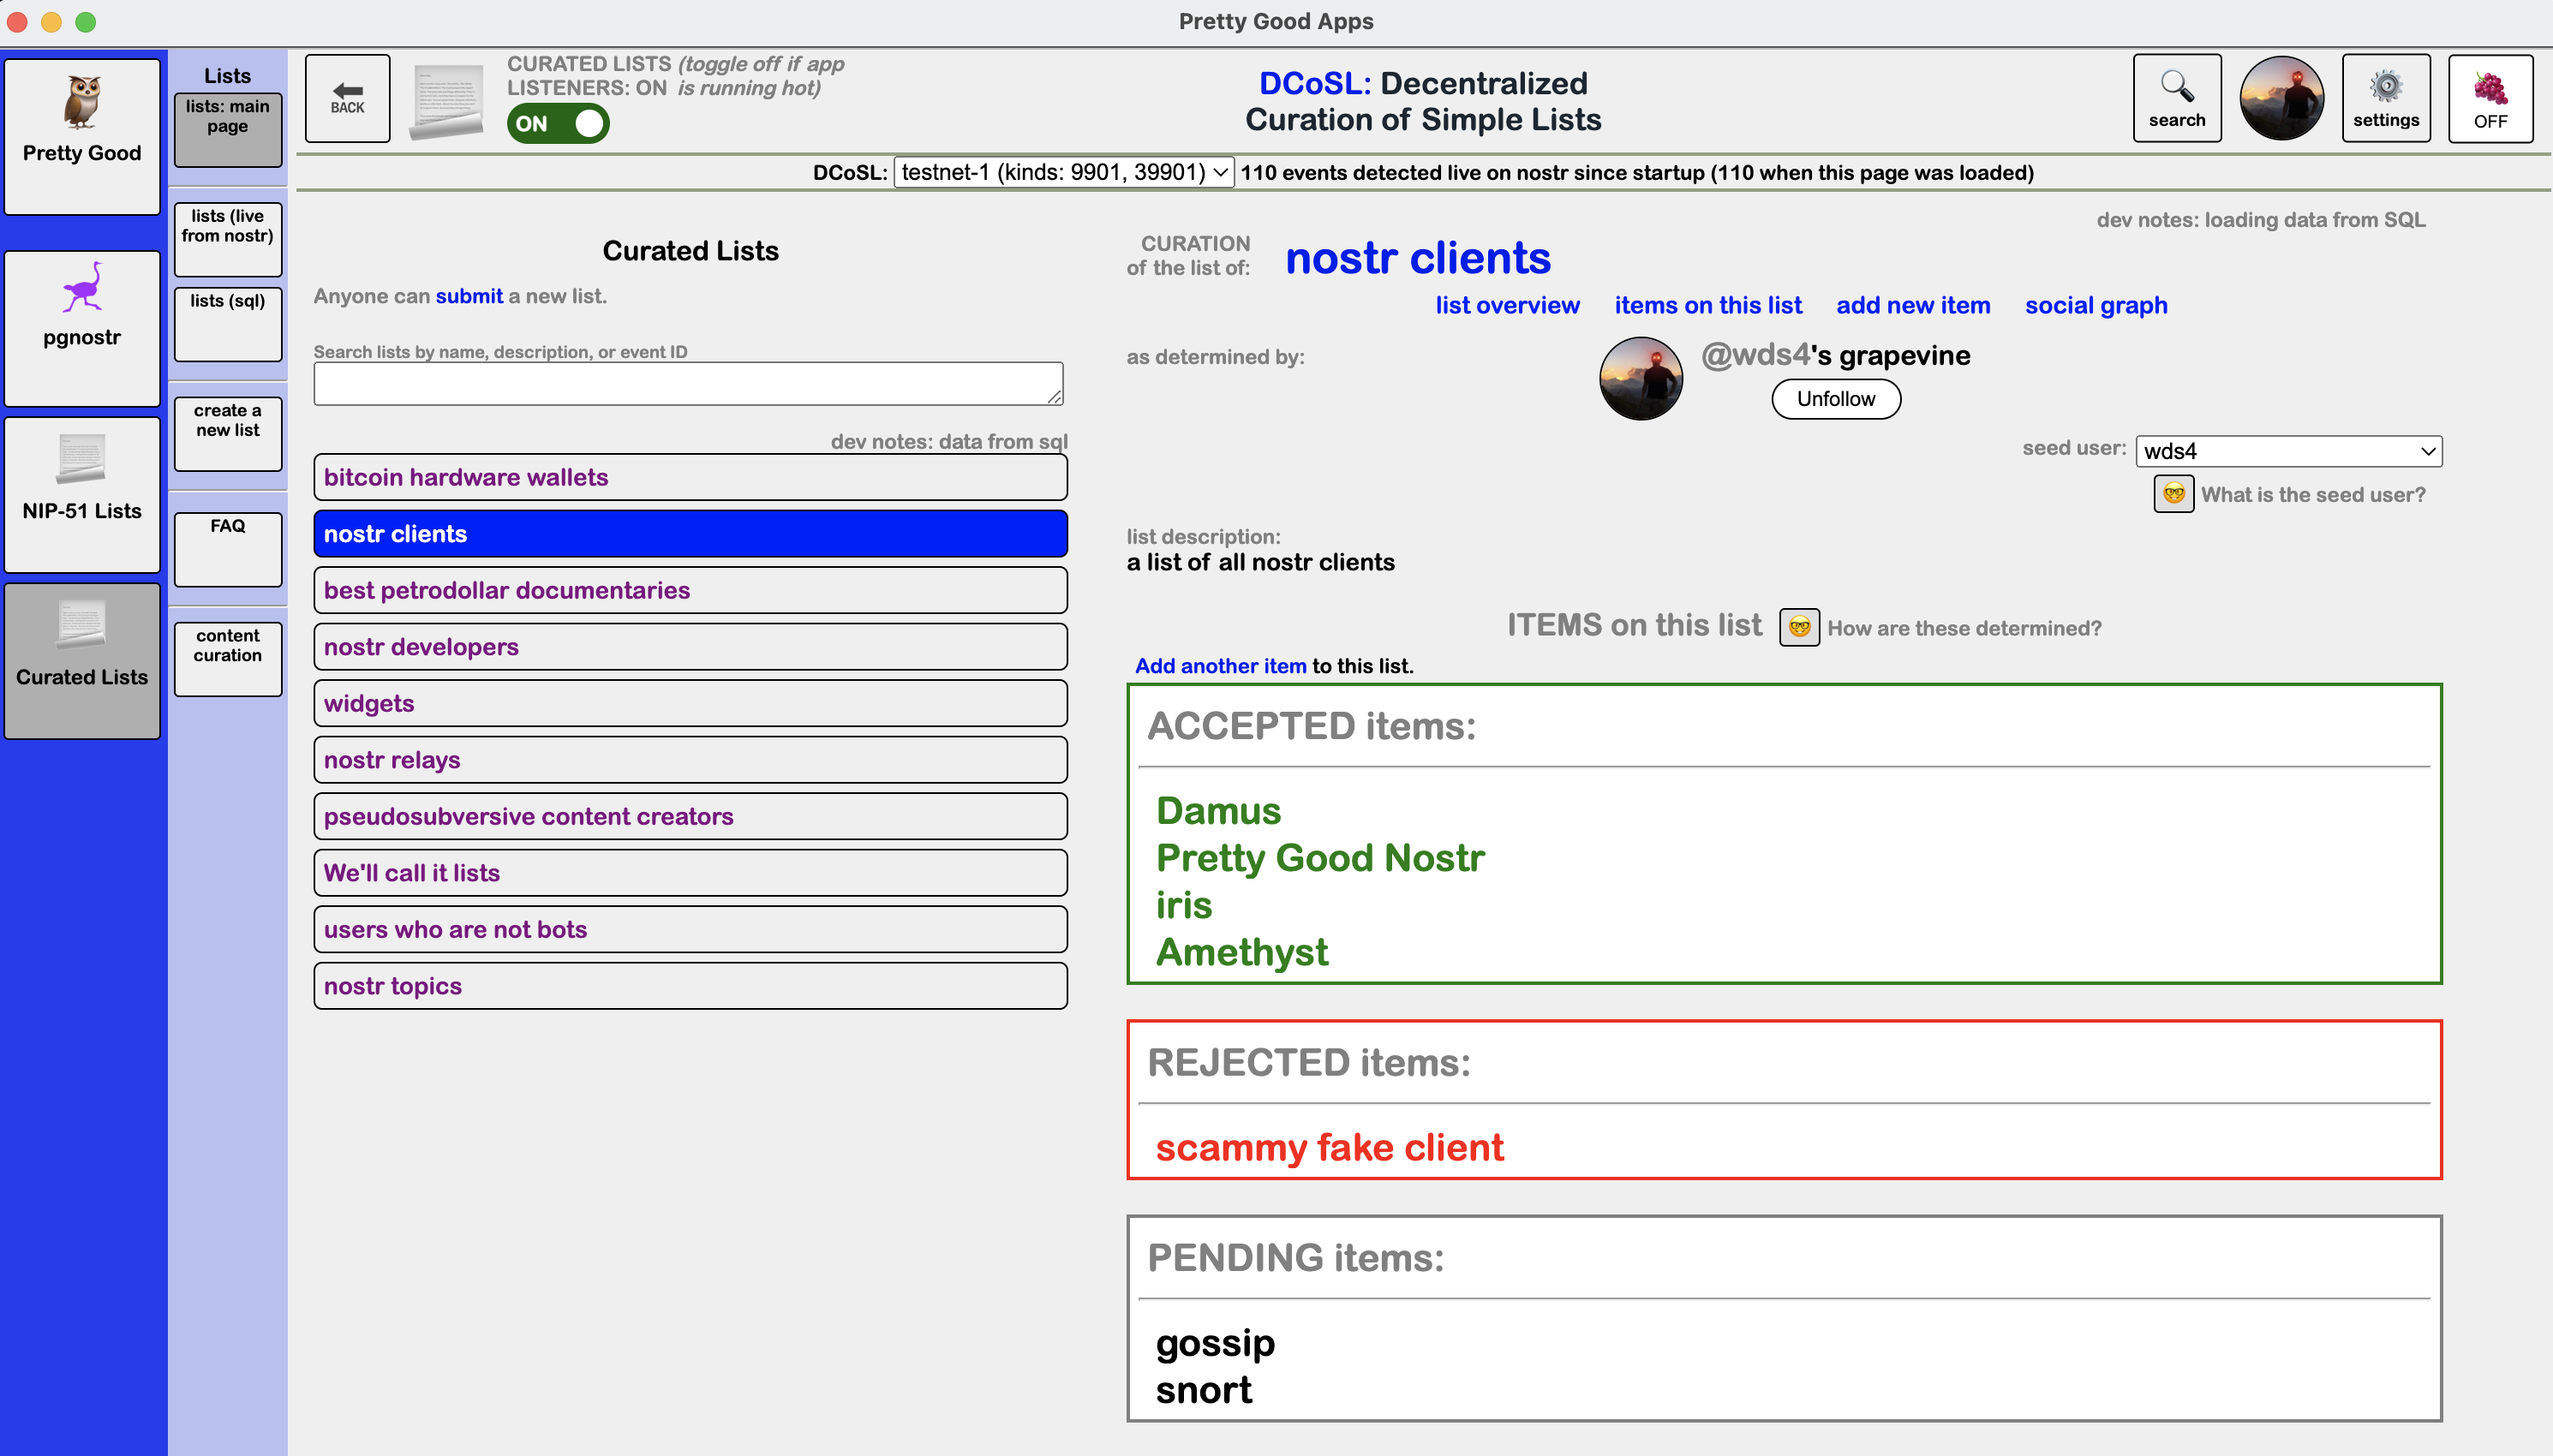 Pretty Good Apps
Pretty Good
pgnostr
NIP-51 Lists
Curated Lists
Lists
lists: main
page
lists (live
from nostr)
lists (sql)
create a
new list
FAQ
content
curation
BACK
CURATED LISTS (toggle off if app
LISTENERS: ON is running hot)
ON
DCoSL: Decentralized
Curation of Simple Lists
search
settings
OFF
DCoSL: testnet-1 (kinds: 9901, 39901) 110 events detected live on nostr since startup (110 when this page was loaded)
Curated Lists
Anyone can submit a new list.
Search lists by name, description, or event ID
dev notes: data from sql
bitcoin hardware wallets
nostr clients
best petrodollar documentaries
nostr developers
widgets
nostr relays
pseudosubversive content creators
We'll call it lists
users who are not bots
nostr topics
dev notes: loading data from SQL
CURATION
of the list of:
nostr clients
list overview items on this list add new item social graph
as determined by:
@wds4's grapevine
Unfollow
seed user: wds4
What is the seed user?
list description:
a list of all nostr clients
ITEMS on this list How are these determined?
Add another item to this list.
ACCEPTED items:
Damus
Pretty Good Nostr
iris
Amethyst
REJECTED items:
scammy fake client
PENDING items:
gossip
snort